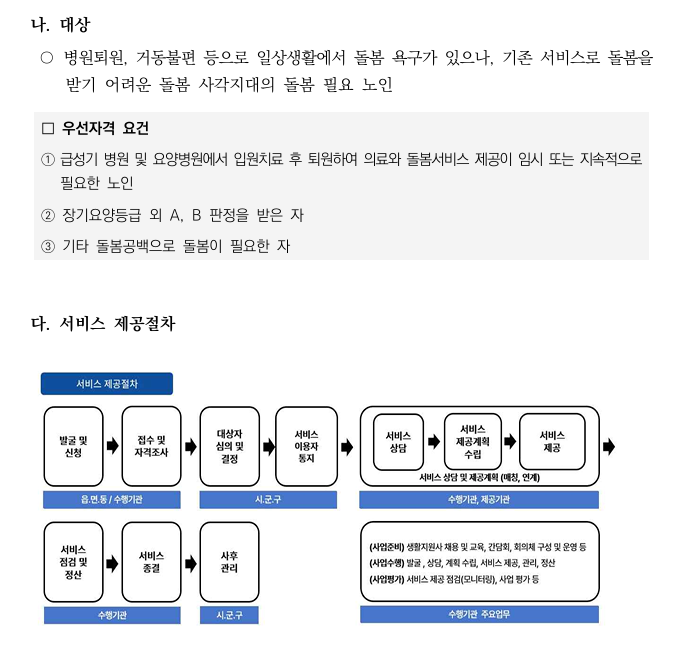 나. 대상
○ 병원퇴원, 거동불편 등으로 일상생활에서 돌봄 욕구가 있으나, 기존 서비스로 돌봄을
받기 어려운 돌봄 사각지대의 돌봄 필요 노인
□ 우선자격 요건
① 급성기 병원 및 요양병원에서 입원치료 후 퇴원하여 의료와 돌봄서비스 제공이 임시 또는 지속적으로
필요한 노인
② 장기요양등급 외 A, B 판정을 받은 자
③ 기타 돌봄공백으로 돌봄이 필요한 자
다. 서비스 제공절차
서비스 제공절차
발굴 및
신청
접수 및
자격조사
대상자
심의 및
결정
서비스
이용자
통지
서비스
상담
서비스
제공계획
수립
서비스
제공
서비스 상담 및 제공계획 (매칭, 연계)
읍.면.동 / 수행기관
시.군.구
수행기관, 제공기관
서비스
점검 및
정산
서비스
종결
사후
관리
(사업준비) 생활지원사 채용 및 교육, 간담회, 회의체 구성 및 운영 등
(사업수행) 발굴 , 상담, 계획 수립, 서비스 제공, 관리, 정산
(사업평가) 서비스 제공 점검(모니터링), 사업 평가 등
수행기관
시.군.구
수행기관 주요업무